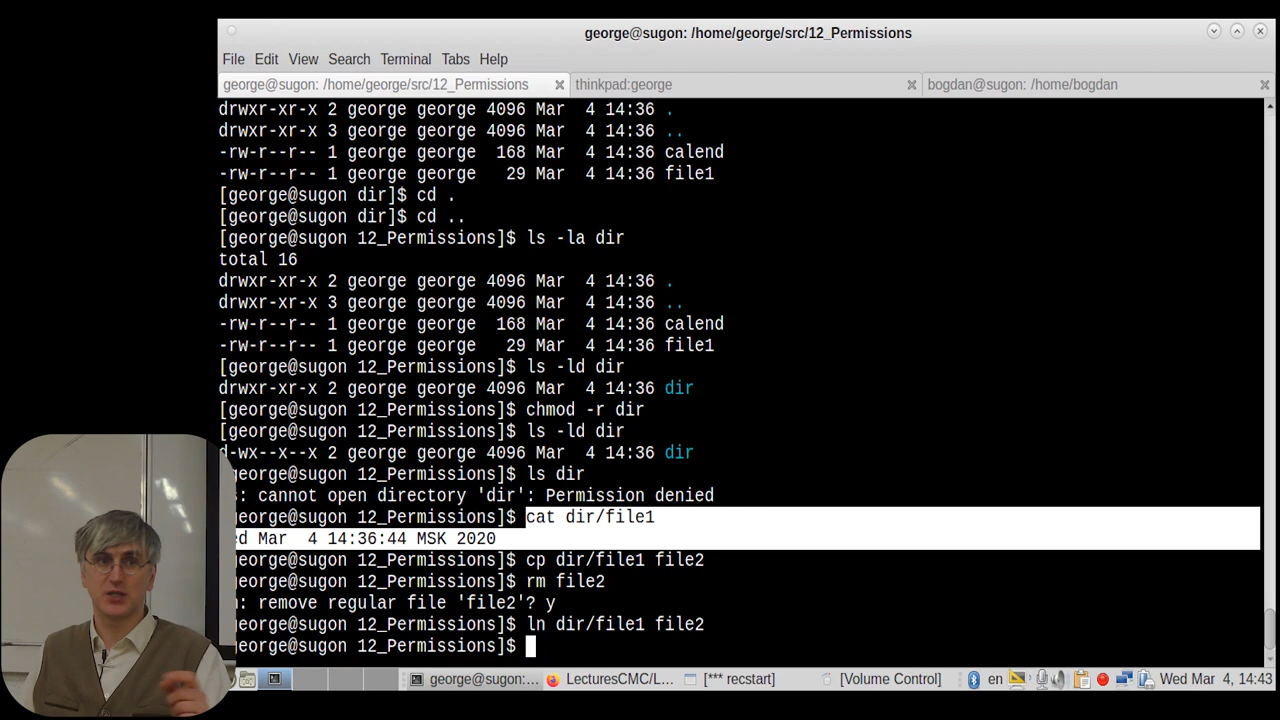 george@sugon: /home/george/src/12_Permissions
File Edit View Search Terminal Tabs Help
george@sugon: /home/george/src/12_Permissions thinkpad:george bogdan@sugon: /home/bogdan
drwxr-xr-x 2 george george 4096 Mar  4 14:36 .
drwxr-xr-x 3 george george 4096 Mar  4 14:36 ..
-rw-r--r-- 1 george george  168 Mar  4 14:36 calend
-rw-r--r-- 1 george george   29 Mar  4 14:36 file1
[george@sugon dir]$ cd .
[george@sugon dir]$ cd ..
[george@sugon 12_Permissions]$ ls -la dir
total 16
drwxr-xr-x 2 george george 4096 Mar  4 14:36 .
drwxr-xr-x 3 george george 4096 Mar  4 14:36 ..
-rw-r--r-- 1 george george  168 Mar  4 14:36 calend
-rw-r--r-- 1 george george   29 Mar  4 14:36 file1
[george@sugon 12_Permissions]$ ls -ld dir
drwxr-xr-x 2 george george 4096 Mar  4 14:36 dir
[george@sugon 12_Permissions]$ chmod -r dir
[george@sugon 12_Permissions]$ ls -ld dir
d-wx--x--x 2 george george 4096 Mar  4 14:36 dir
george@sugon 12_Permissions]$ ls dir
: cannot open directory 'dir': Permission denied
george@sugon 12_Permissions]$ cat dir/file1
ed Mar  4 14:36:44 MSK 2020
george@sugon 12_Permissions]$ cp dir/file1 file2
george@sugon 12_Permissions]$ rm file2
: remove regular file 'file2'? y
george@sugon 12_Permissions]$ ln dir/file1 file2
george@sugon 12_Permissions]$
george@sugon:... LecturesCMC/L... [*** recstart] [Volume Control] en Wed Mar  4, 14:43